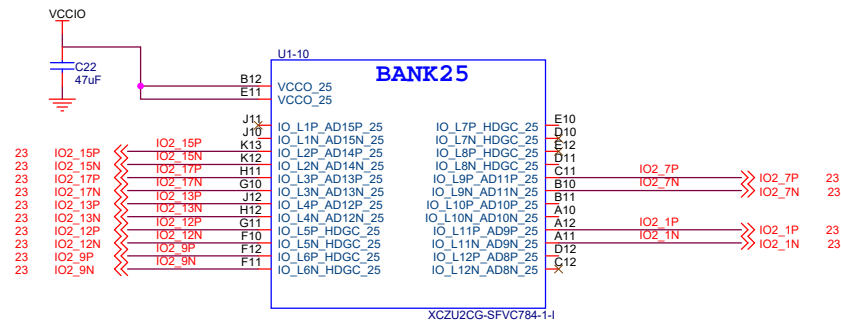 VCCIO
C22
47uF
U1-10
BANK25
B12 VCCO_25
E11 VCCO_25
J11 IO_L1P_AD15P_25 IO_L7P_HDGC_25 E10
J10 IO_L1N_AD15N_25 IO_L7N_HDGC_25 D10
23 IO2_15P IO2_15P K13 IO_L2P_AD14P_25 IO_L8P_HDGC_25 E12
23 IO2_15N IO2_15N K12 IO_L2N_AD14N_25 IO_L8N_HDGC_25 D11
23 IO2_17P IO2_17P H11 IO_L3P_AD13P_25 IO_L9P_AD11P_25 C11 IO2_7P IO2_7P 23
23 IO2_17N IO2_17N G10 IO_L3N_AD13N_25 IO_L9N_AD11N_25 B10 IO2_7N IO2_7N 23
23 IO2_13P IO2_13P J12 IO_L4P_AD12P_25 IO_L10P_AD10P_25 B11
23 IO2_13N IO2_13N H12 IO_L4N_AD12N_25 IO_L10N_AD10N_25 A10
23 IO2_12P IO2_12P G11 IO_L5P_HDGC_25 IO_L11P_AD9P_25 A12 IO2_1P IO2_1P 23
23 IO2_12N IO2_12N F10 IO_L5N_HDGC_25 IO_L11N_AD9N_25 A11 IO2_1N IO2_1N 23
23 IO2_9P IO2_9P F12 IO_L6P_HDGC_25 IO_L12P_AD8P_25 D12
23 IO2_9N IO2_9N F11 IO_L6N_HDGC_25 IO_L12N_AD8N_25 C12
XCZU2CG-SFVC784-1-I